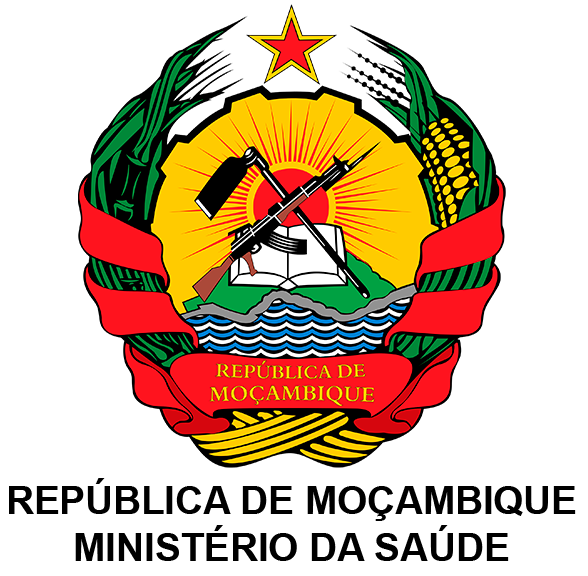 REPÚBLICA DE
MOÇAMBIQUE
REPÚBLICA DE MOÇAMBIQUE
MINISTÉRIO DA SAÚDE